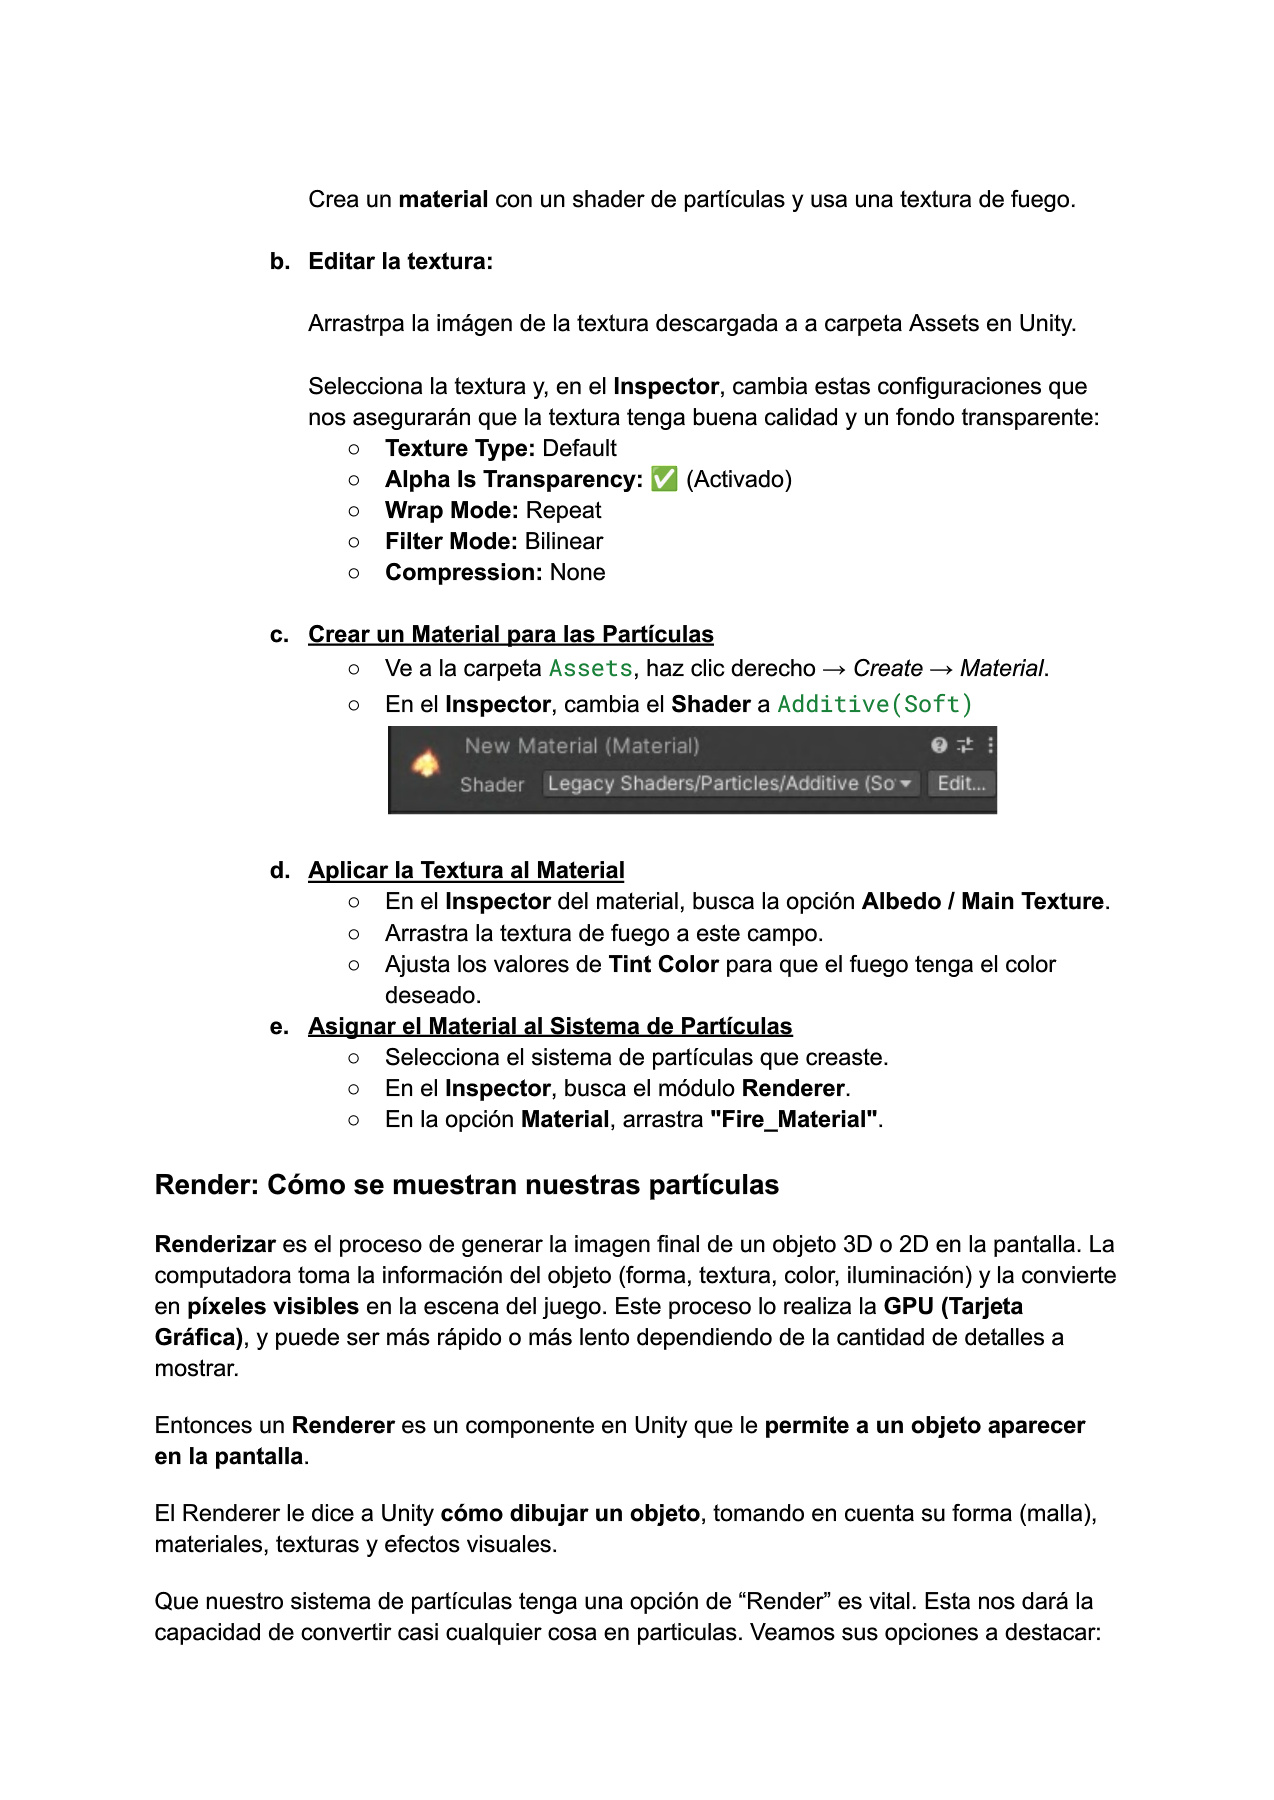 Crea un material con un shader de partículas y usa una textura de fuego.
b. Editar la textura:
Arrastrpa la imágen de la textura descargada a a carpeta Assets en Unity.
Selecciona la textura y, en el Inspector, cambia estas configuraciones que
nos asegurarán que la textura tenga buena calidad y un fondo transparente:
○ Texture Type: Default
○ Alpha Is Transparency: ✅ (Activado)
○ Wrap Mode: Repeat
○ Filter Mode: Bilinear
○ Compression: None
c. Crear un Material para las Partículas
○ Ve a la carpeta Assets, haz clic derecho → Create → Material.
○ En el Inspector, cambia el Shader a Additive(Soft)
New Material (Material)
Shader Legacy Shaders/Particles/Additive (So Edit...
d. Aplicar la Textura al Material
○ En el Inspector del material, busca la opción Albedo / Main Texture.
○ Arrastra la textura de fuego a este campo.
○ Ajusta los valores de Tint Color para que el fuego tenga el color
deseado.
e. Asignar el Material al Sistema de Partículas
○ Selecciona el sistema de partículas que creaste.
○ En el Inspector, busca el módulo Renderer.
○ En la opción Material, arrastra "Fire_Material".
Render: Cómo se muestran nuestras partículas
Renderizar es el proceso de generar la imagen final de un objeto 3D o 2D en la pantalla. La
computadora toma la información del objeto (forma, textura, color, iluminación) y la convierte
en píxeles visibles en la escena del juego. Este proceso lo realiza la GPU (Tarjeta
Gráfica), y puede ser más rápido o más lento dependiendo de la cantidad de detalles a
mostrar.
Entonces un Renderer es un componente en Unity que le permite a un objeto aparecer
en la pantalla.
El Renderer le dice a Unity cómo dibujar un objeto, tomando en cuenta su forma (malla),
materiales, texturas y efectos visuales.
Que nuestro sistema de partículas tenga una opción de “Render” es vital. Esta nos dará la
capacidad de convertir casi cualquier cosa en particulas. Veamos sus opciones a destacar: